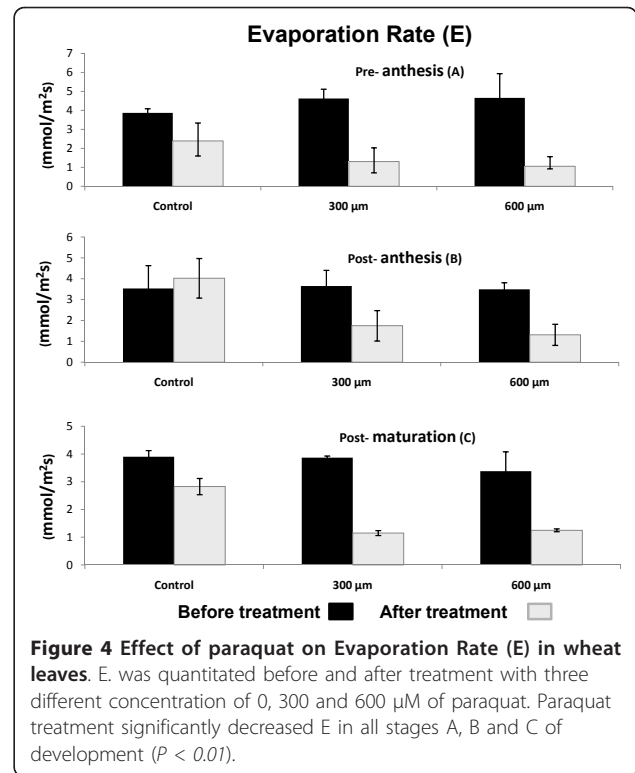 Evaporation Rate (E)
Pre- anthesis (A)
(mmol/m²s)
7
6
5
4
3
2
1
0
Control 300 µm 600 µm
Post- anthesis (B)
(mmol/m²s)
6
5
4
3
2
1
0
Control 300 µm 600 µm
Post- maturation (C)
(mmol/m²s)
5
4
3
2
1
0
Control 300 µm 600 µm
Before treatment After treatment
Figure 4 Effect of paraquat on Evaporation Rate (E) in wheat
leaves. E. was quantitated before and after treatment with three
different concentration of 0, 300 and 600 µM of paraquat. Paraquat
treatment significantly decreased E in all stages A, B and C of
development (P < 0.01).